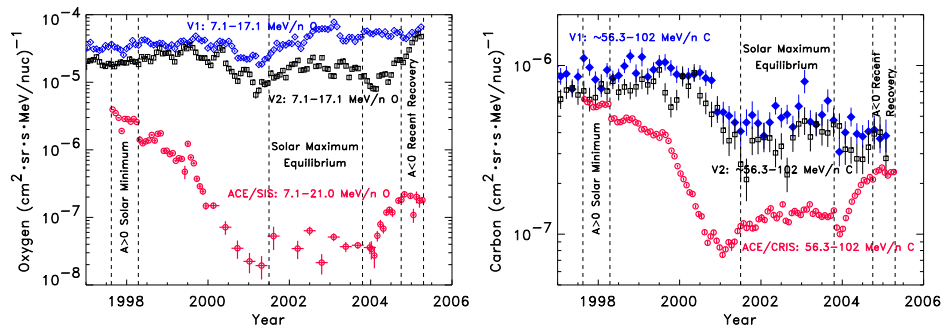 Oxygen (cm²·sr·s·MeV/nuc)⁻¹
10⁻⁴
10⁻⁵
10⁻⁶
10⁻⁷
10⁻⁸
V1: 7.1−17.1 MeV/n O
V2: 7.1−17.1 MeV/n O
A>0 Solar Minimum
Solar Maximum
Equilibrium
A<0 Recent Recovery
ACE/SIS: 7.1−21.0 MeV/n O
1998 2000 2002 2004 2006
Year
Carbon (cm²·sr·s·MeV/nuc)⁻¹
10⁻⁶
10⁻⁷
V1: ~56.3−102 MeV/n C
Solar Maximum
Equilibrium
A<0 Recent
Recovery
A>0 Solar Minimum
V2: ~56.3−102 MeV/n C
ACE/CRIS: 56.3−102 MeV/n C
1998 2000 2002 2004 2006
Year